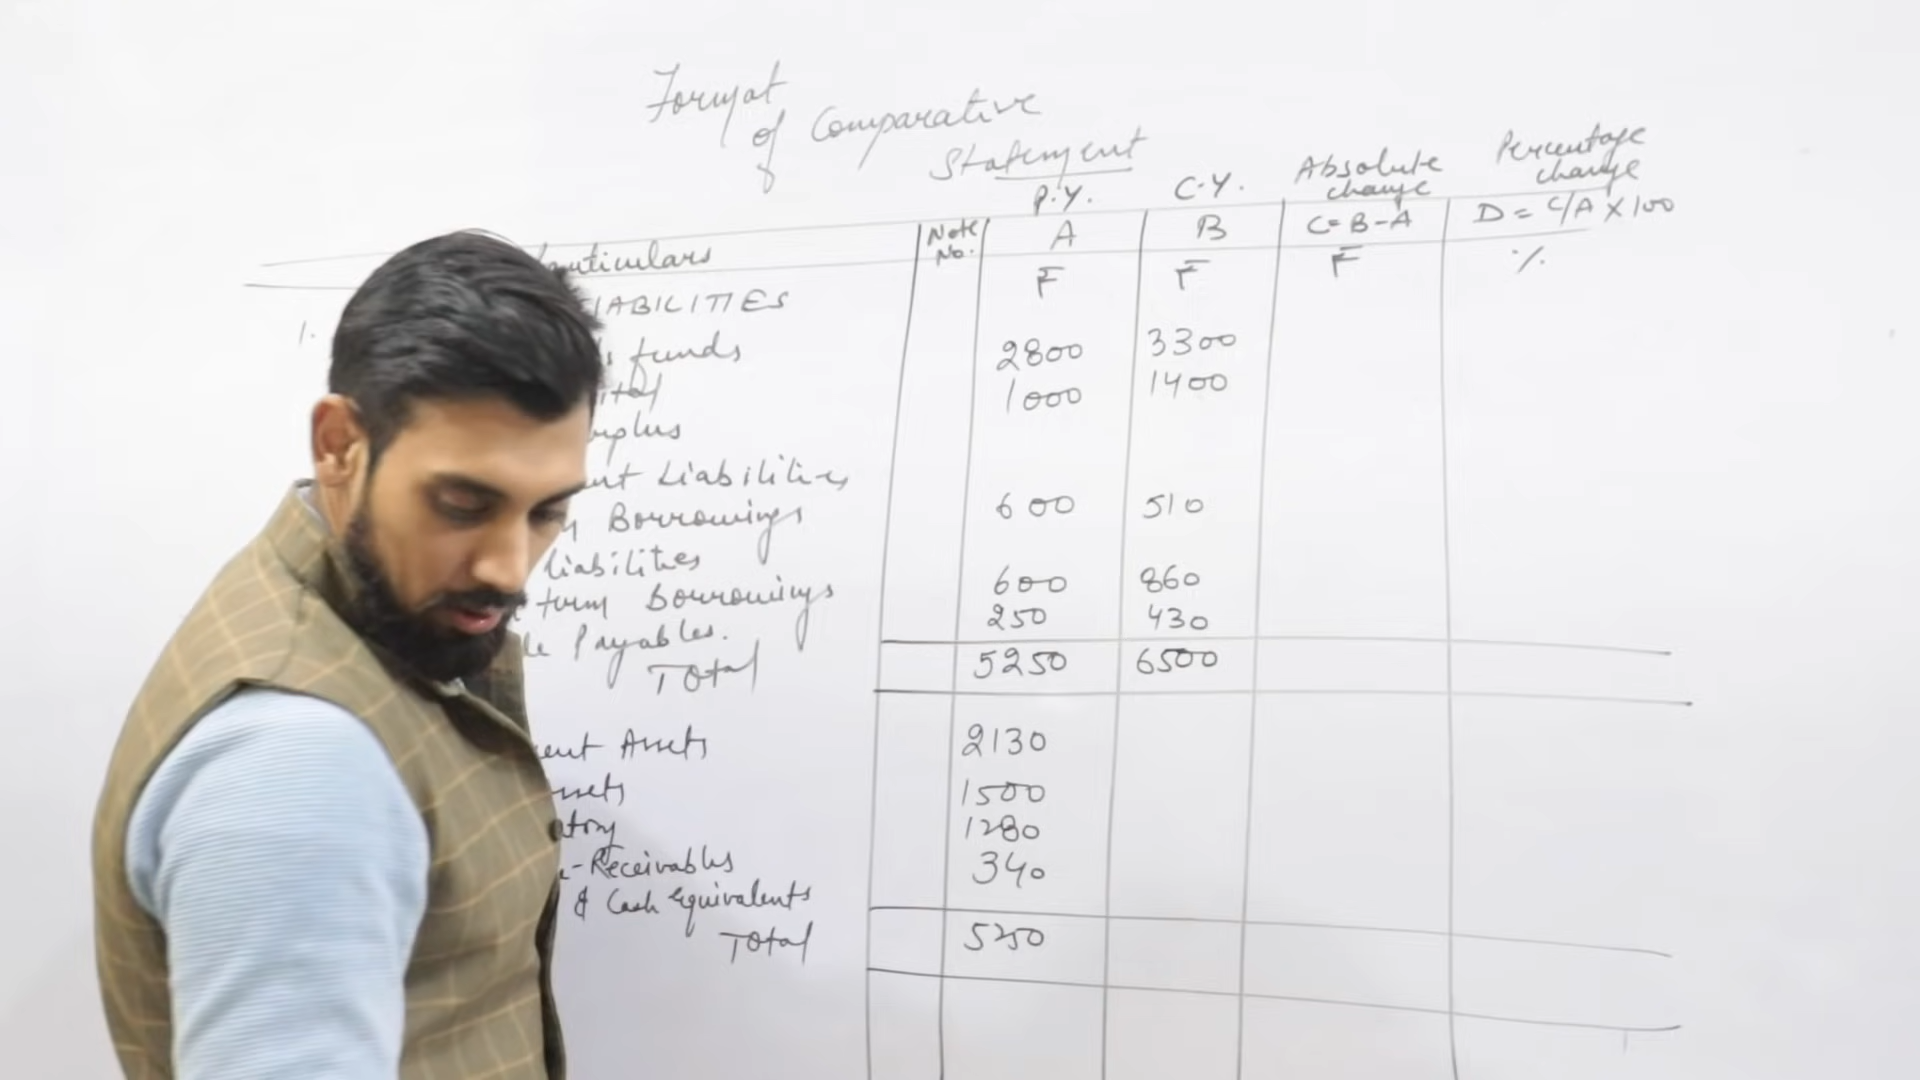 Format
of Comparative
Statement
P.Y. C.Y. Absolute change Percentage change
Particulars Note No. A B C=B-A D = C/A X 100
F F F %
LIABILITIES
1.
funds 2800 3300
1000 1400
Liabilities
Borrowings 600 510
liabilities
term Borrowings 600 860
Payables. 250 430
Total 5250 6500
Assets 2130
1500
1280
Receivables 340
& Cash Equivalents
Total 5250